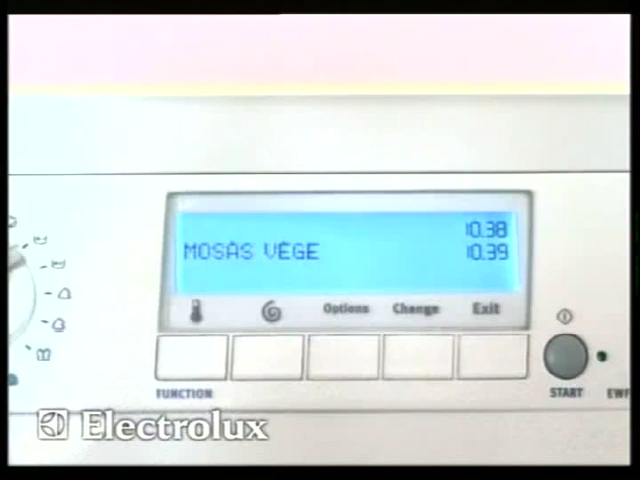 10.38
MOSÁS VÉGE 10.39
Options Change Exit
FUNCTION
START
Electrolux